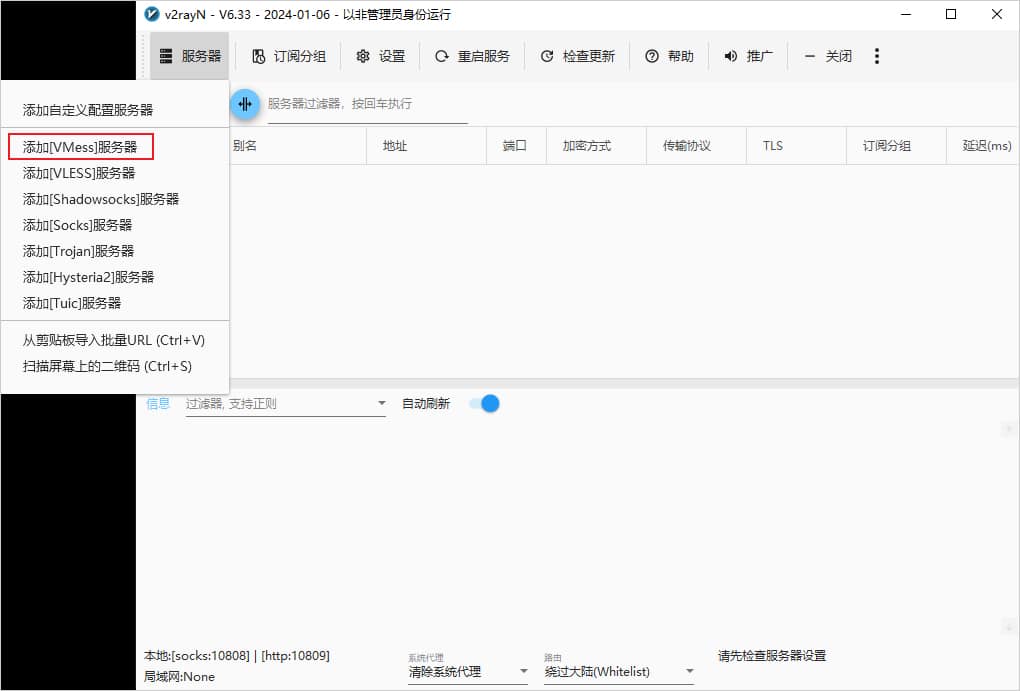 v2rayN - V6.33 - 2024-01-06 - 以非管理员身份运行
服务器 订阅分组 设置 重启服务 检查更新 帮助 推广 关闭
添加自定义配置服务器
添加[VMess]服务器
添加[VLESS]服务器
添加[Shadowsocks]服务器
添加[Socks]服务器
添加[Trojan]服务器
添加[Hysteria2]服务器
添加[Tuic]服务器
从剪贴板导入批量URL (Ctrl+V)
扫描屏幕上的二维码 (Ctrl+S)
服务器过滤器，按回车执行
别名 地址 端口 加密方式 传输协议 TLS 订阅分组 延迟(ms)
信息 过滤器, 支持正则 自动刷新
本地:[socks:10808] | [http:10809]
局域网:None
系统代理
清除系统代理
路由
绕过大陆(Whitelist)
请先检查服务器设置